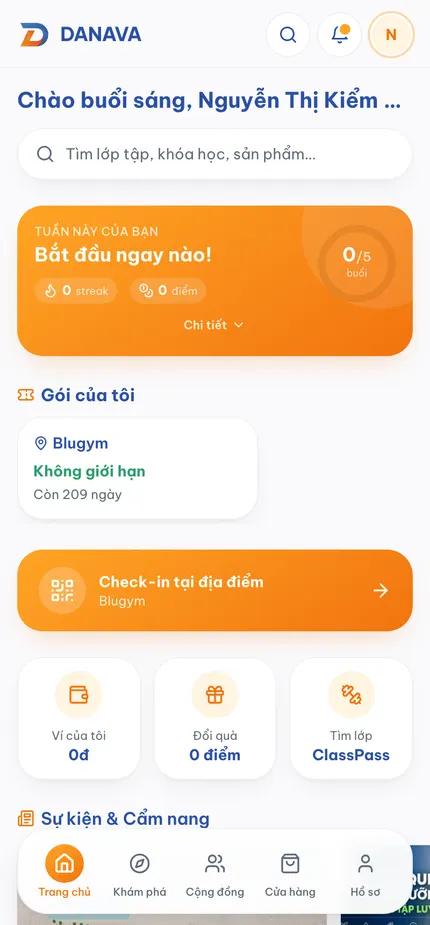 DANAVA
N
Chào buổi sáng, Nguyễn Thị Kiểm ...
Tìm lớp tập, khóa học, sản phẩm...
TUẦN NÀY CỦA BẠN
Bắt đầu ngay nào!
0/5
buổi
0 streak
0 điểm
Chi tiết
Gói của tôi
Blugym
Không giới hạn
Còn 209 ngày
Check-in tại địa điểm
Blugym
Ví của tôi
0đ
Đổi quà
0 điểm
Tìm lớp
ClassPass
Sự kiện & Cẩm nang
Trang chủ
Khám phá
Cộng đồng
Cửa hàng
Hồ sơ